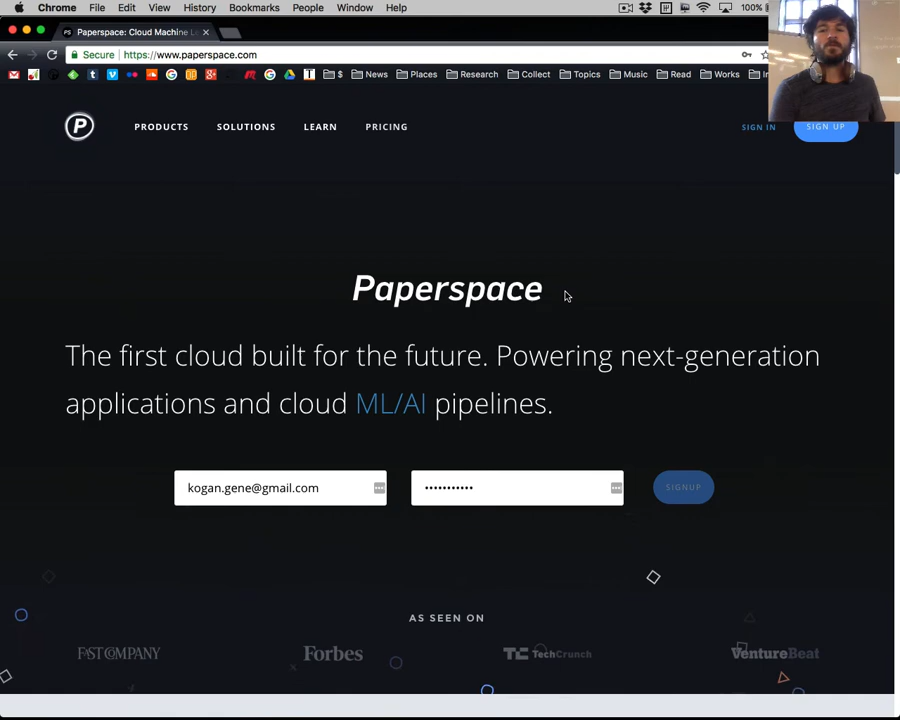 Chrome File Edit View History Bookmarks People Window Help 100%
Paperspace: Cloud Machine Le
Secure https://www.paperspace.com
$ News Places Research Collect Topics Music Read Works
P PRODUCTS SOLUTIONS LEARN PRICING SIGN IN SIGN UP
Paperspace
The first cloud built for the future. Powering next-generation
applications and cloud ML/AI pipelines.
kogan.gene@gmail.com SIGNUP
AS SEEN ON
FAST COMPANY Forbes TC TechCrunch VentureBeat